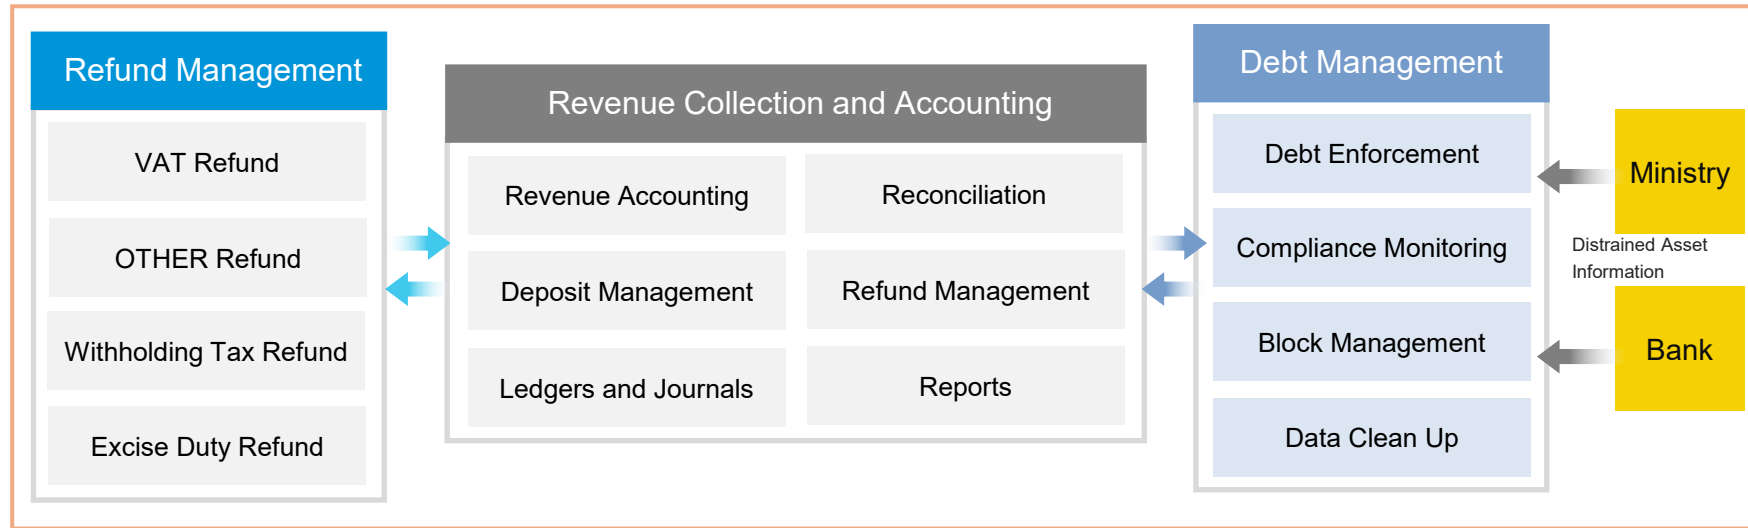 Refund Management
VAT Refund
OTHER Refund
Withholding Tax Refund
Excise Duty Refund
Revenue Collection and Accounting
Revenue Accounting
Reconciliation
Deposit Management
Refund Management
Ledgers and Journals
Reports
Debt Management
Debt Enforcement
Compliance Monitoring
Block Management
Data Clean Up
Ministry
Distrained Asset
Information
Bank